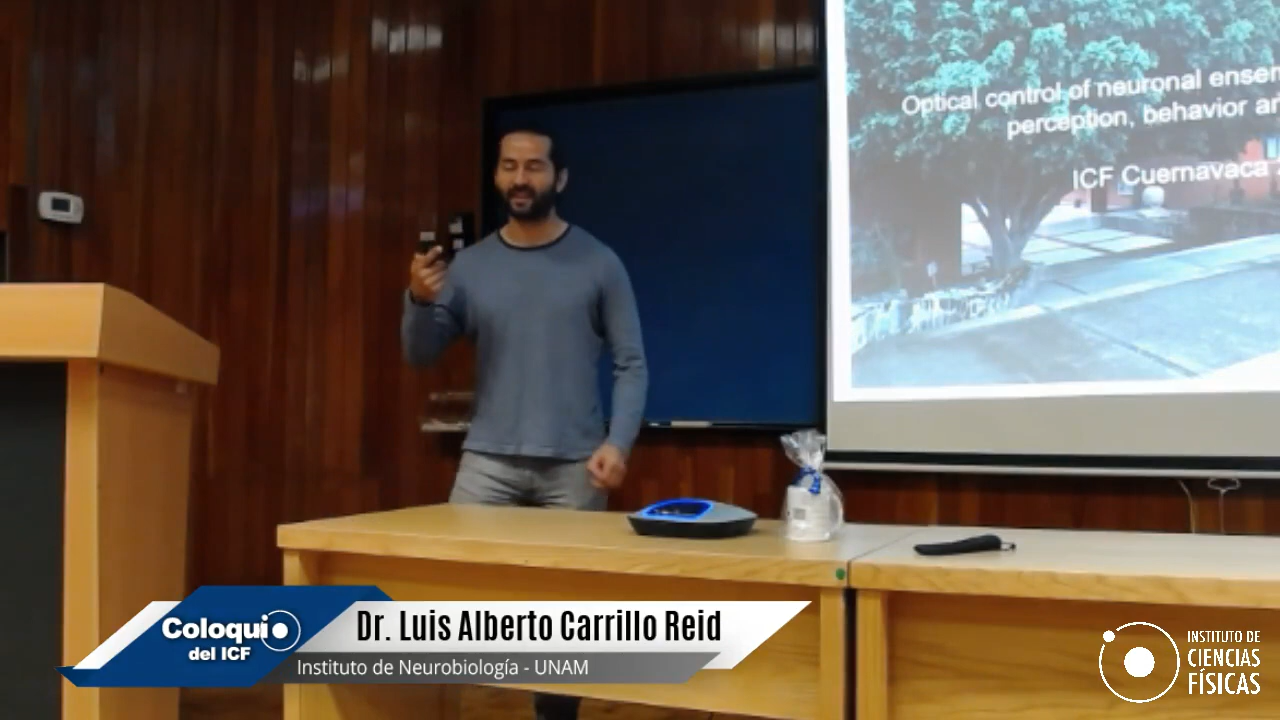 Optical control of neuronal
perception, behavior
ICF Cuernavaca
Coloquio
del ICF
Dr. Luis Alberto Carrillo Reid
Instituto de Neurobiología - UNAM
INSTITUTO DE
CIENCIAS
FÍSICAS